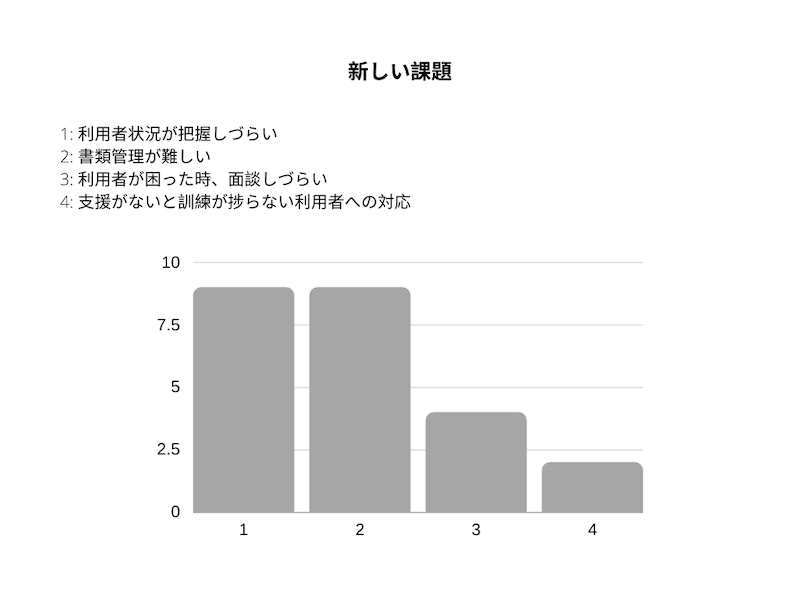 新しい課題
1: 利用者状況が把握しづらい
2: 書類管理が難しい
3: 利用者が困った時、面談しづらい
4: 支援がないと訓練が捗らない利用者への対応
10
7.5
5
2.5
0
1 2 3 4